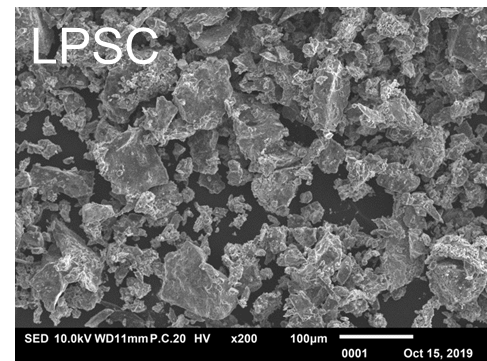 LPSC
SED 10.0kV WD11mm P.C.20 HV x200 100μm
0001 Oct 15, 2019